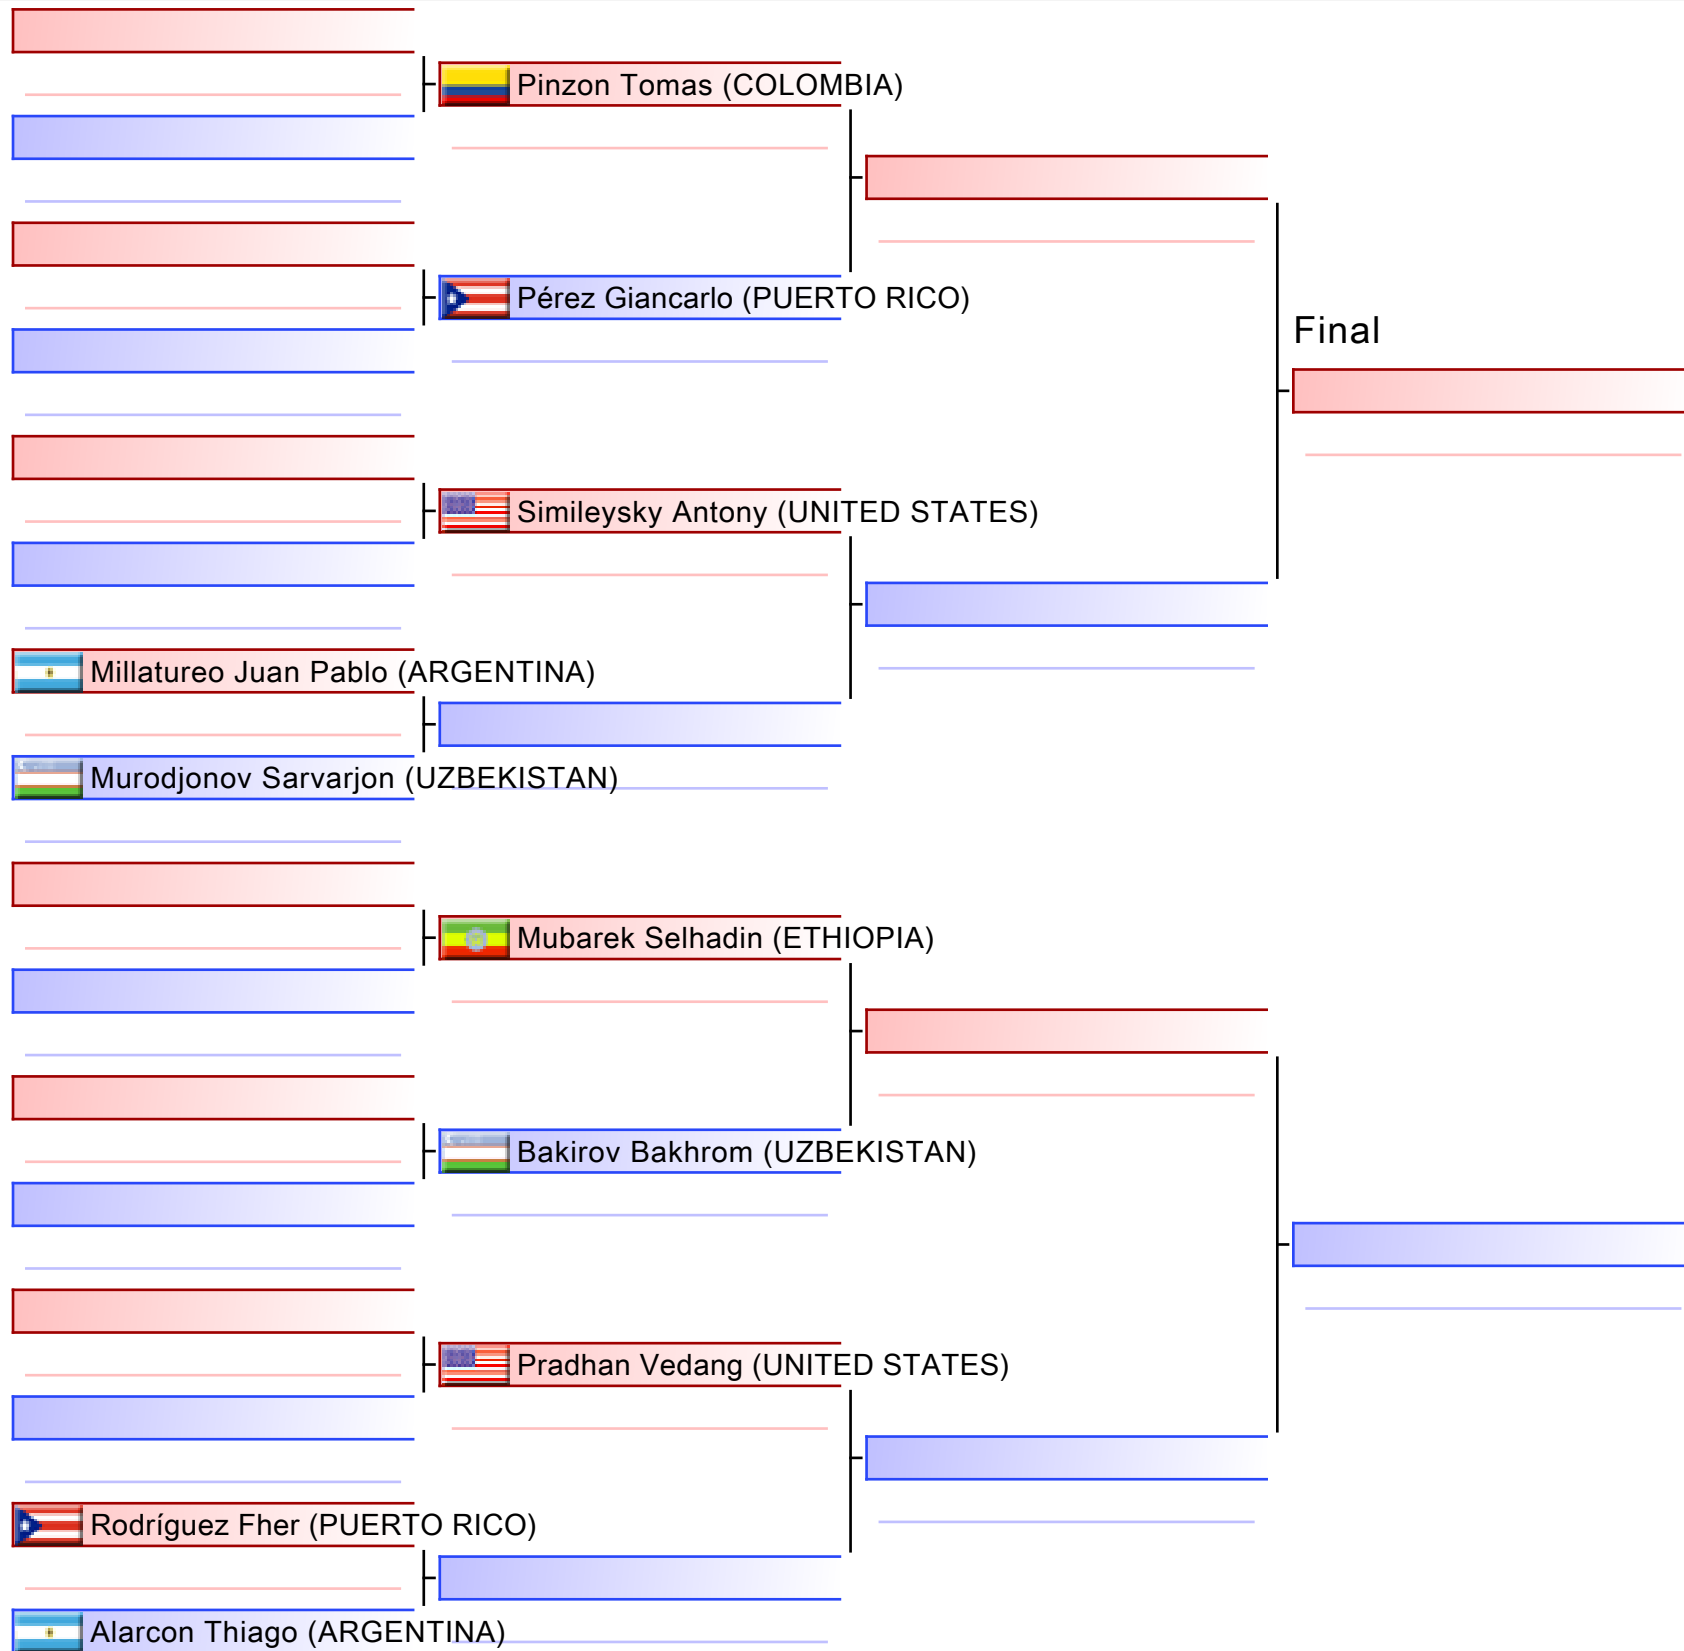 Pinzon Tomas (COLOMBIA)
Pérez Giancarlo (PUERTO RICO)
Final
Simileysky Antony (UNITED STATES)
Millatureo Juan Pablo (ARGENTINA)
Murodjonov Sarvarjon (UZBEKISTAN)
Mubarek Selhadin (ETHIOPIA)
Bakirov Bakhrom (UZBEKISTAN)
Pradhan Vedang (UNITED STATES)
Rodríguez Fher (PUERTO RICO)
Alarcon Thiago (ARGENTINA)